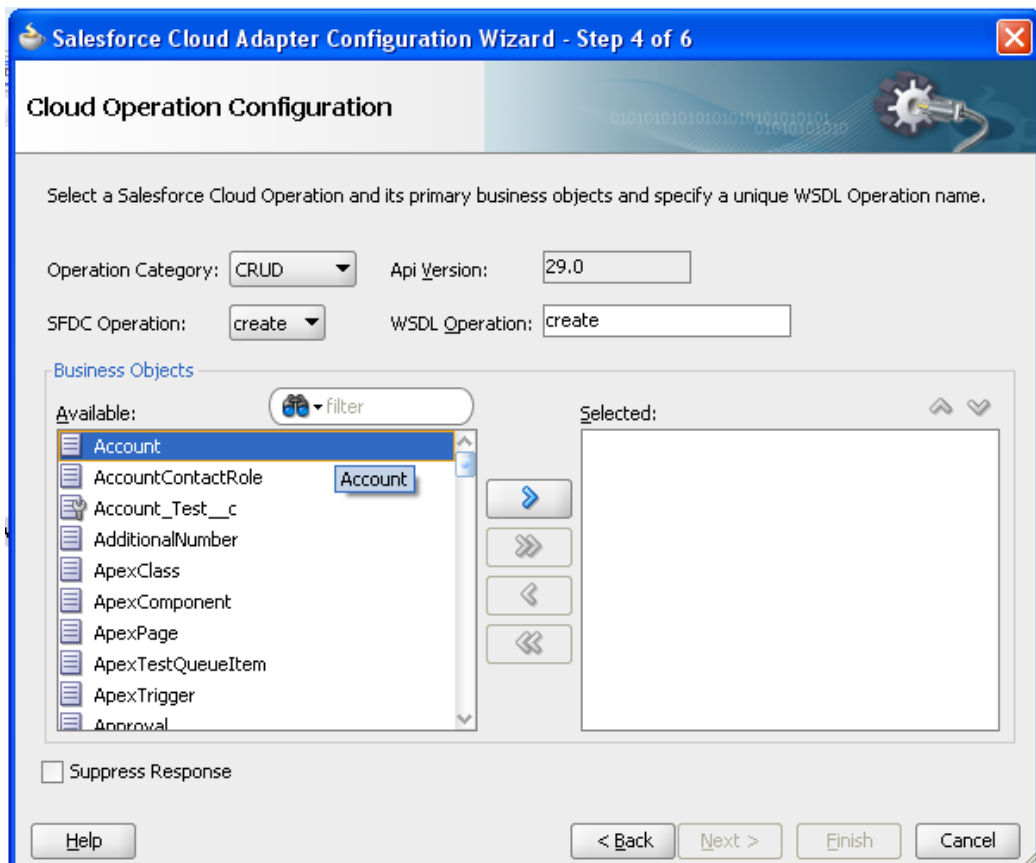 Salesforce Cloud Adapter Configuration Wizard - Step 4 of 6
Cloud Operation Configuration
0101010101010101010101010101
01010101010
Select a Salesforce Cloud Operation and its primary business objects and specify a unique WSDL Operation name.
Operation Category: CRUD Api Version: 29.0
SFDC Operation: create WSDL Operation: create
Business Objects
Available: filter Selected:
Account
AccountContactRole
Account
Account_Test__c
AdditionalNumber
ApexClass
ApexComponent
ApexPage
ApexTestQueueItem
ApexTrigger
Approval
Suppress Response
Help < Back Next > Finish Cancel